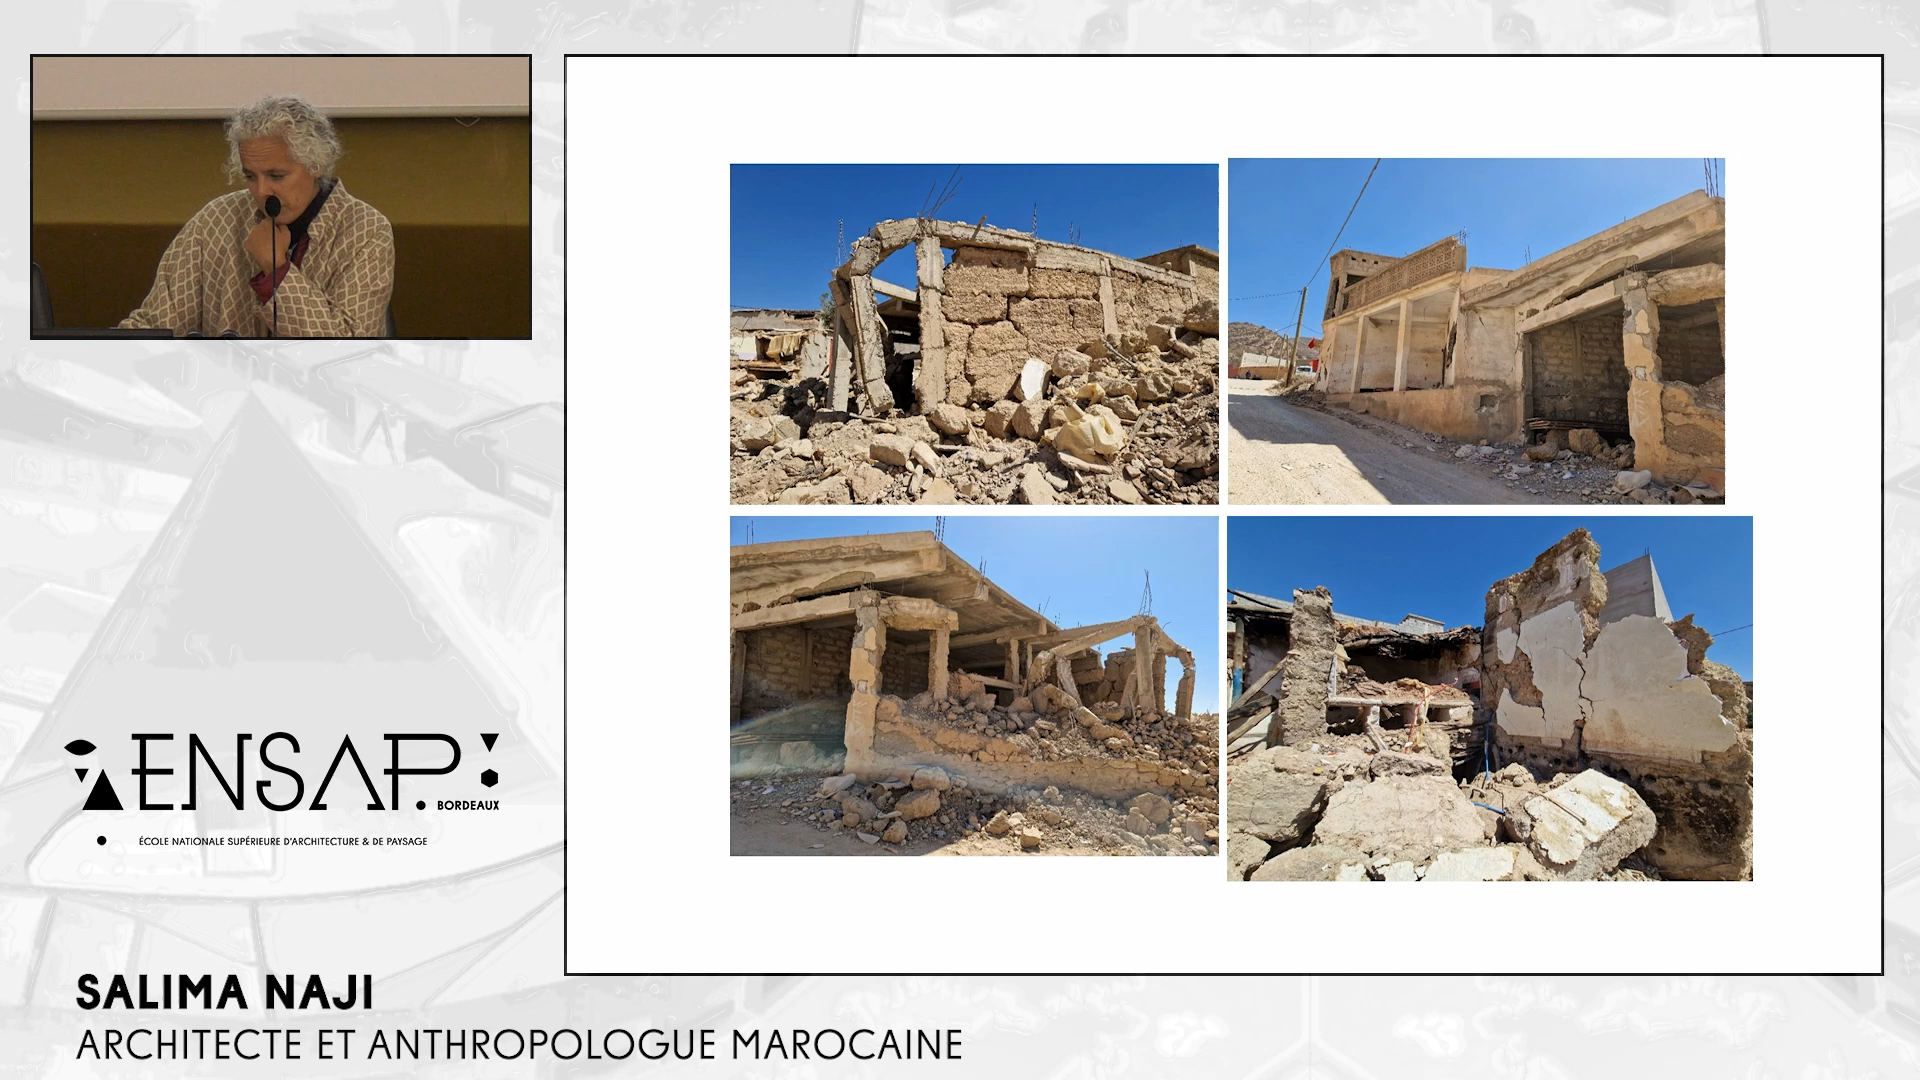 ENSAP.
BORDEAUX
ÉCOLE NATIONALE SUPÉRIEURE D'ARCHITECTURE & DE PAYSAGE
SALIMA NAJI
ARCHITECTE ET ANTHROPOLOGUE MAROCAINE